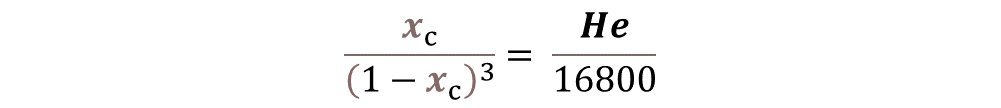 x_c / (1 − x_c)^3 = He / 16800